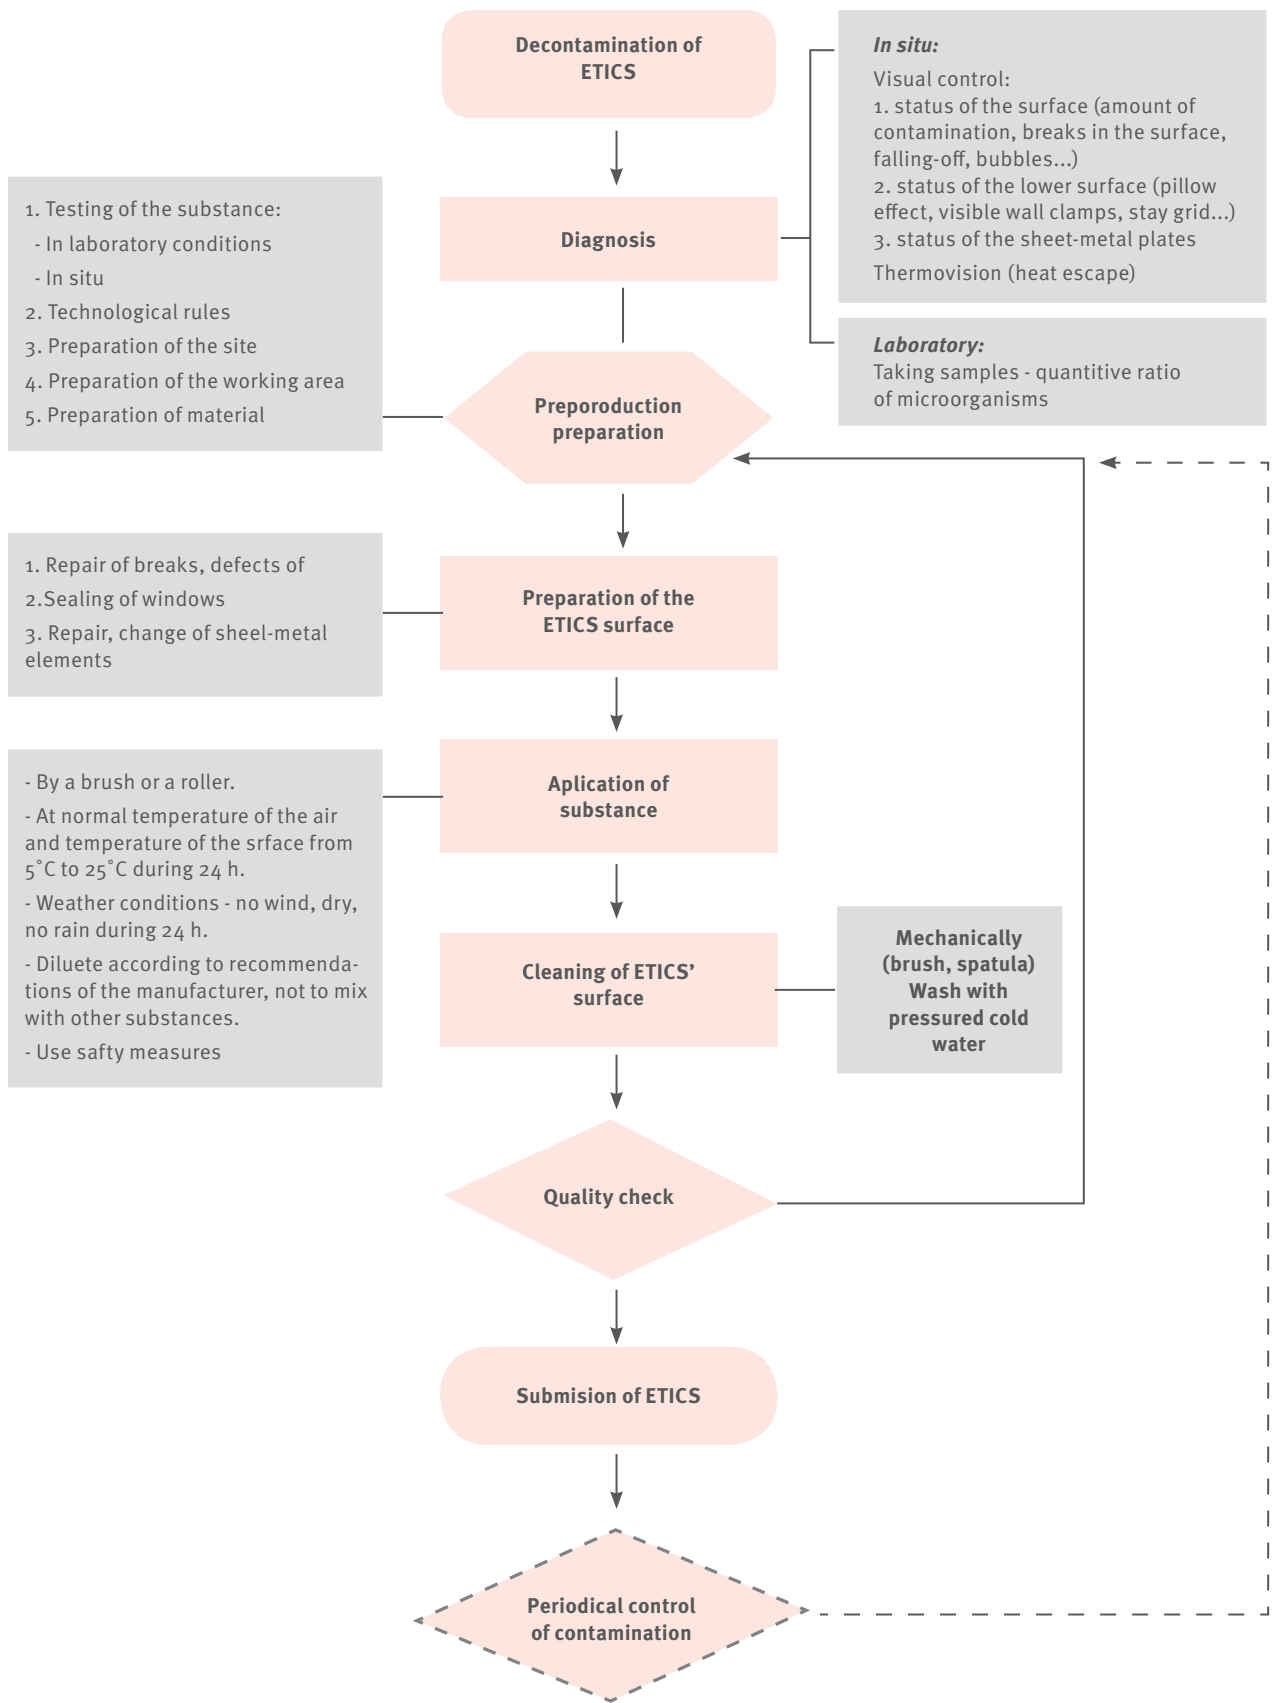 Decontamination of
ETICS
In situ:
Visual control:
1. status of the surface (amount of
contamination, breaks in the surface,
falling-off, bubbles...)
2. status of the lower surface (pillow
effect, visible wall clamps, stay grid...)
3. status of the sheet-metal plates
Thermovision (heat escape)
Diagnosis
Laboratory:
Taking samples - quantitive ratio
of microorganisms
1. Testing of the substance:
- In laboratory conditions
- In situ
2. Technological rules
3. Preparation of the site
4. Preparation of the working area
5. Preparation of material
Preporoduction
preparation
1. Repair of breaks, defects of
2.Sealing of windows
3. Repair, change of sheel-metal
elements
Preparation of the
ETICS surface
- By a brush or a roller.
- At normal temperature of the air
and temperature of the srface from
5°C to 25°C during 24 h.
- Weather conditions - no wind, dry,
no rain during 24 h.
- Diluete according to recommenda-
tions of the manufacturer, not to mix
with other substances.
- Use safty measures
Aplication of
substance
Cleaning of ETICS’
surface
Mechanically
(brush, spatula)
Wash with
pressured cold
water
Quality check
Submision of ETICS
Periodical control
of contamination